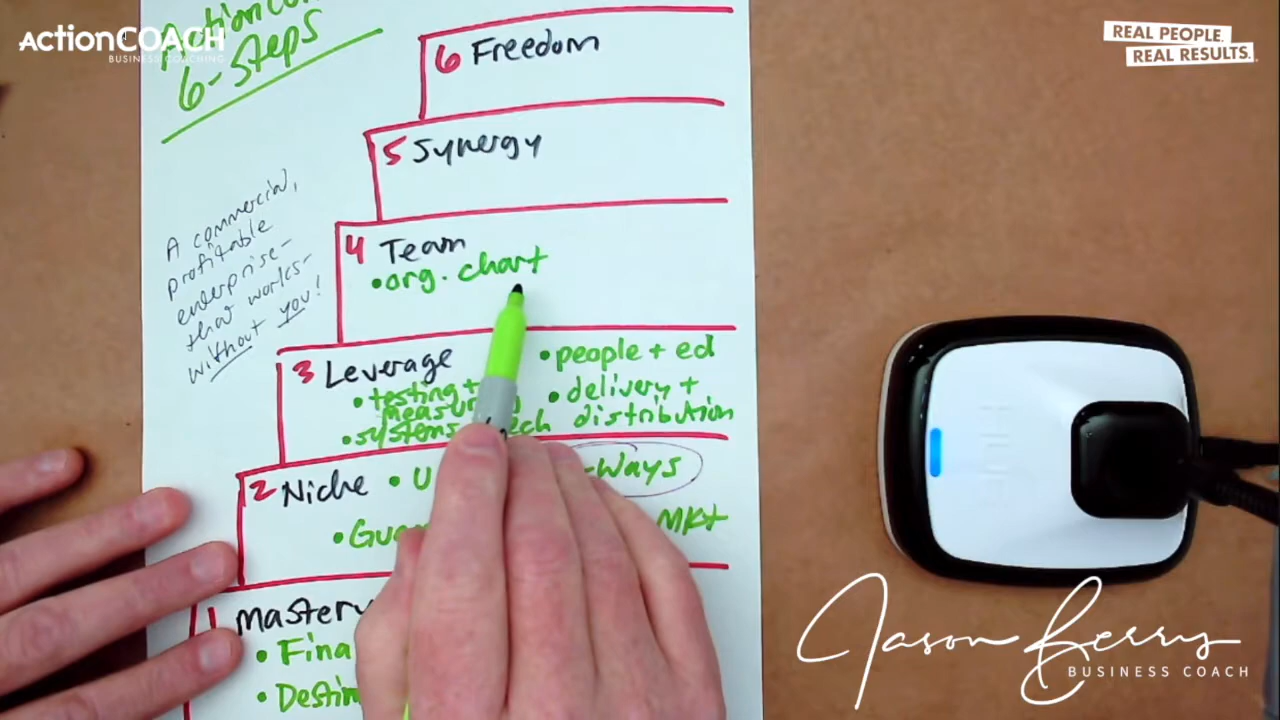 ActionCOACH
BUSINESS COACHING
REAL PEOPLE.
REAL RESULTS.
6-Steps
6 Freedom
5 Synergy
A commercial,
profitable
enterprise-
that works-
without you!
4 Team
•org. chart
3 Leverage
•people + ed
•testing +
•delivery +
distribution
•systems
2 Niche
•
-Ways
•
MKt
1 Mastery
•
•
Jason Berry
BUSINESS COACH